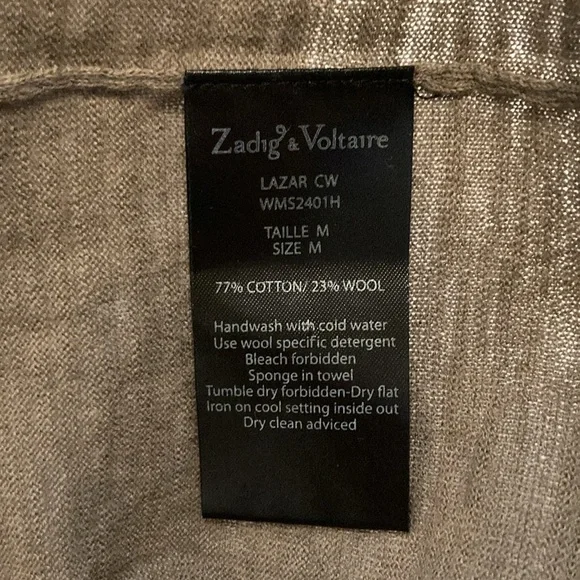 Zadig & Voltaire
LAZAR CW
WMS2401H
TAILLE M
SIZE M
77% COTTON/ 23% WOOL
Handwash with cold water
Use wool specific detergent
Bleach forbidden
Sponge in towel
Tumble dry forbidden-Dry flat
Iron on cool setting inside out
Dry clean adviced